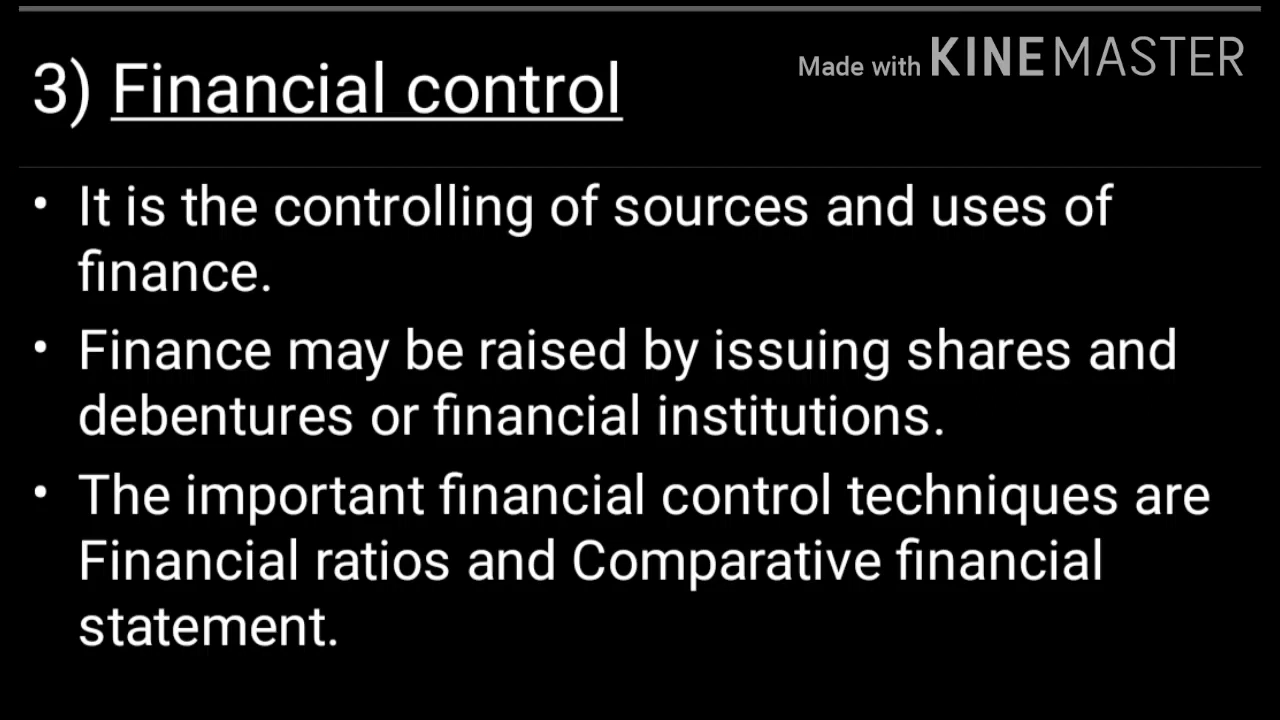 3) Financial control
Made with KINEMASTER
• It is the controlling of sources and uses of
finance.
• Finance may be raised by issuing shares and
debentures or financial institutions.
• The important financial control techniques are
Financial ratios and Comparative financial
statement.